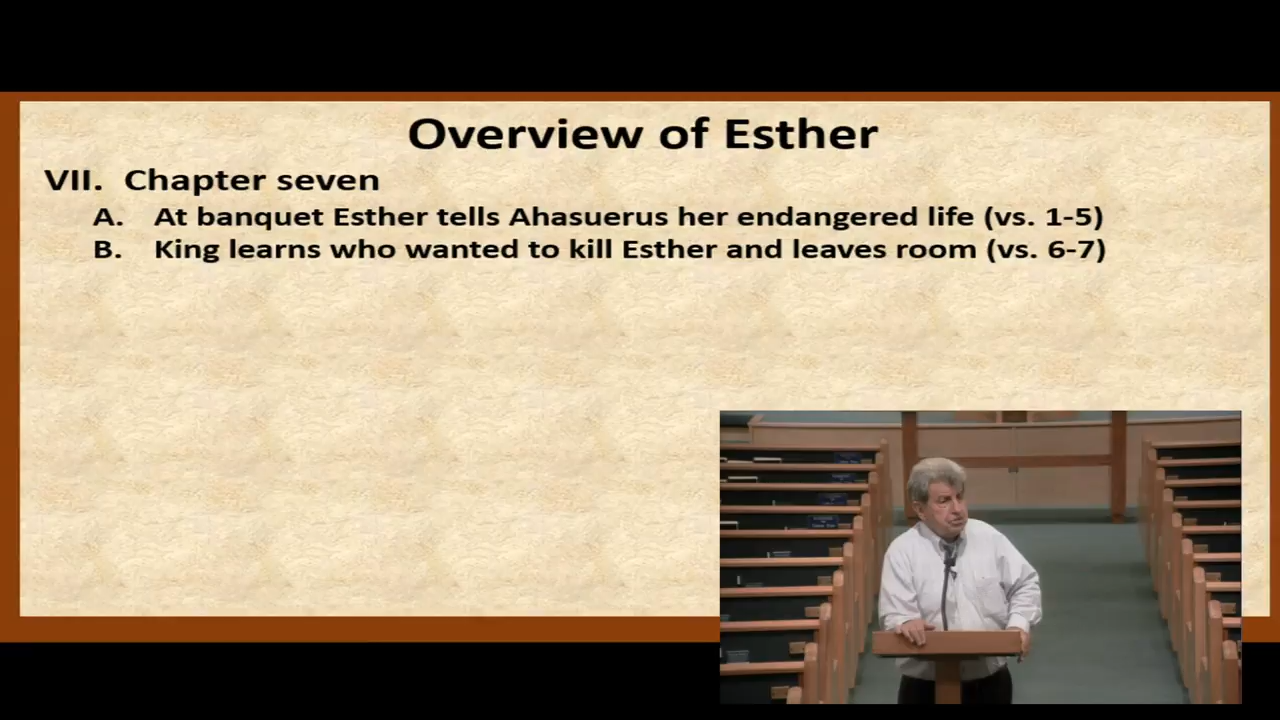 Overview of Esther
VII. Chapter seven
A. At banquet Esther tells Ahasuerus her endangered life (vs. 1-5)
B. King learns who wanted to kill Esther and leaves room (vs. 6-7)